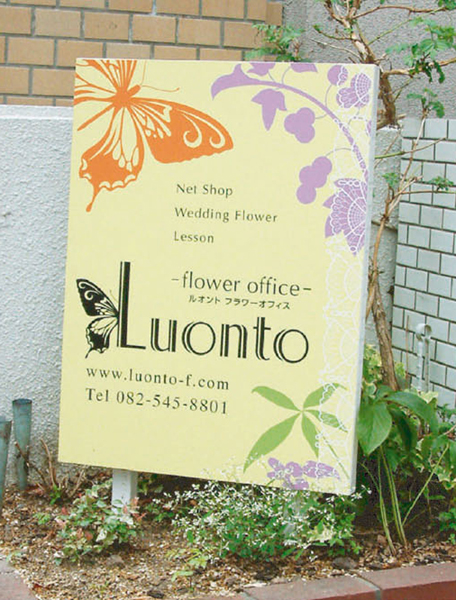 Net Shop
Wedding Flower
Lesson
-flower office-
ルオント フラワーオフィス
Luonto
www.luonto-f.com
Tel 082-545-8801